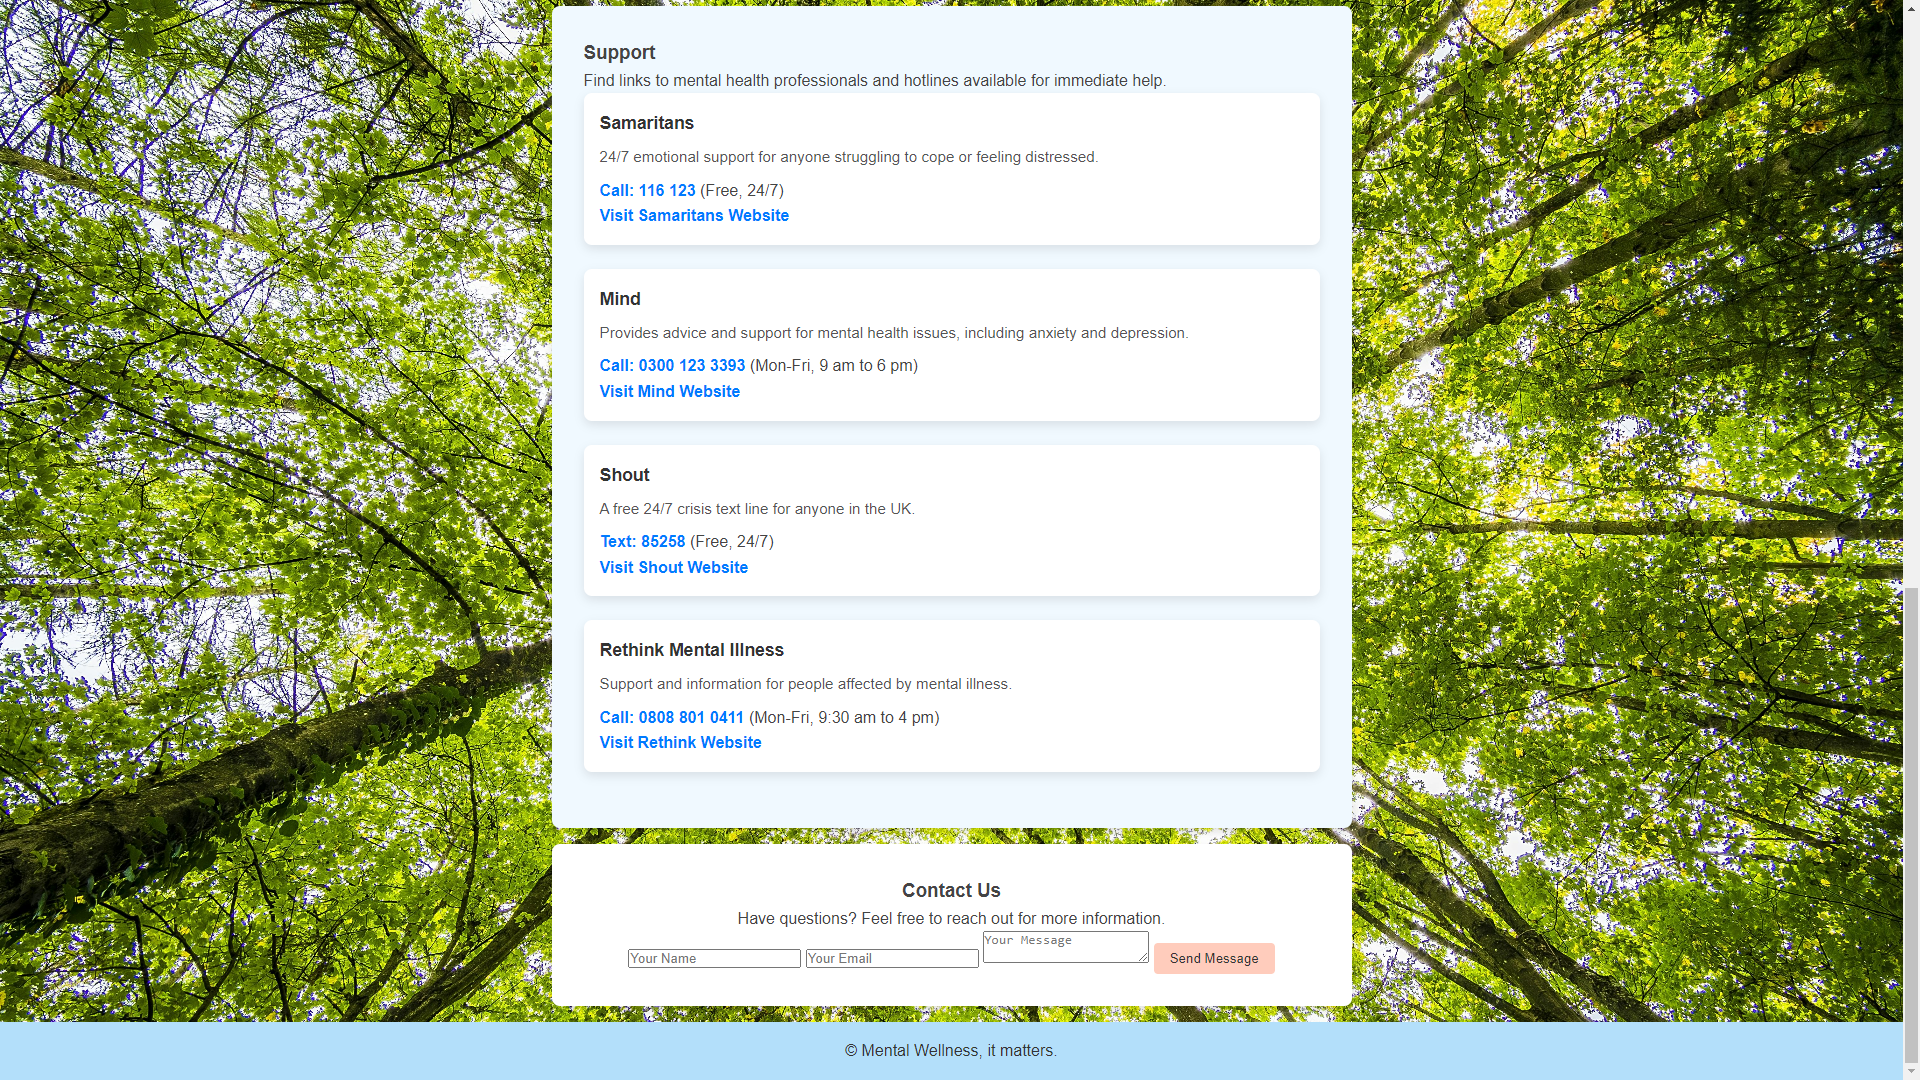 Support
Find links to mental health professionals and hotlines available for immediate help.
Samaritans
24/7 emotional support for anyone struggling to cope or feeling distressed.
Call: 116 123 (Free, 24/7)
Visit Samaritans Website
Mind
Provides advice and support for mental health issues, including anxiety and depression.
Call: 0300 123 3393 (Mon-Fri, 9 am to 6 pm)
Visit Mind Website
Shout
A free 24/7 crisis text line for anyone in the UK.
Text: 85258 (Free, 24/7)
Visit Shout Website
Rethink Mental Illness
Support and information for people affected by mental illness.
Call: 0808 801 0411 (Mon-Fri, 9:30 am to 4 pm)
Visit Rethink Website
Contact Us
Have questions? Feel free to reach out for more information.
Your Name Your Email Your Message Send Message
© Mental Wellness, it matters.